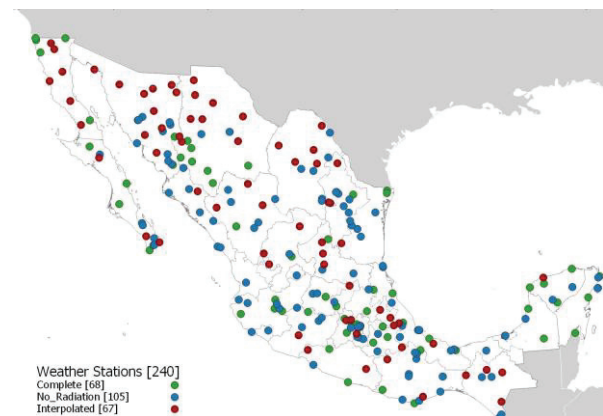 Weather Stations [240]
Complete [68]
No_Radiation [105]
Interpolated [67]